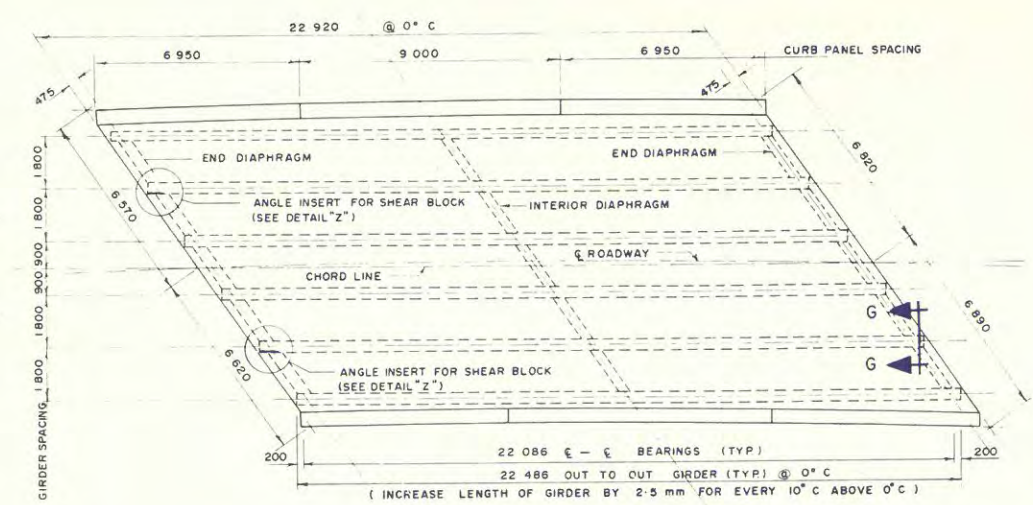 22 920 @ 0° C
6 950
9 000
6 950
CURB PANEL SPACING
475
475
END DIAPHRAGM
END DIAPHRAGM
6 820
1 800
6 570
ANGLE INSERT FOR SHEAR BLOCK
(SEE DETAIL "Z")
INTERIOR DIAPHRAGM
1 800
℄ ROADWAY
900
CHORD LINE
900
G
6 890
1 800
G
6 620
ANGLE INSERT FOR SHEAR BLOCK
(SEE DETAIL "Z")
1 800
GIRDER SPACING
22 086 ℄ — ℄ BEARINGS (TYP.)
200
200
22 486 OUT TO OUT GIRDER (TYP.) @ 0° C
( INCREASE LENGTH OF GIRDER BY 2·5 mm FOR EVERY 10°C ABOVE 0°C )